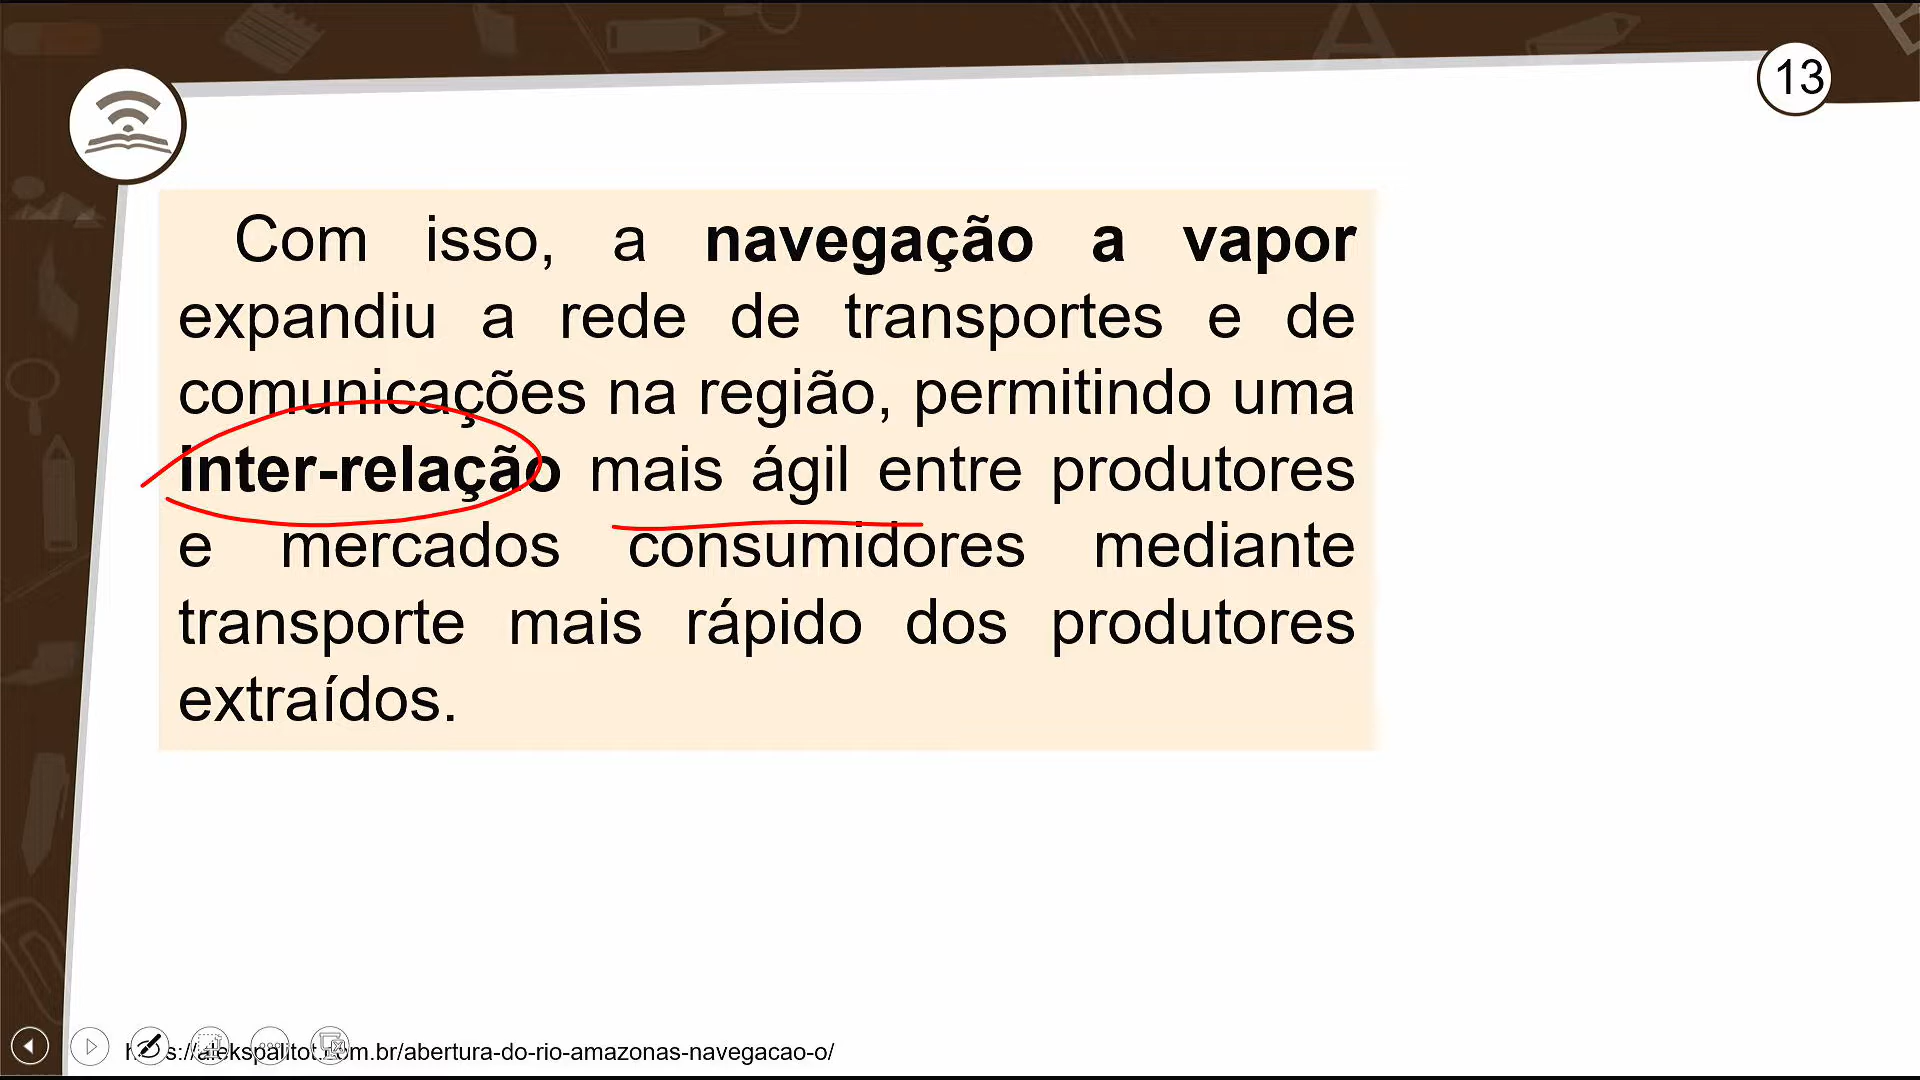 13
Com isso, a navegação a vapor
expandiu a rede de transportes e de
comunicações na região, permitindo uma
inter-relação mais ágil entre produtores
e mercados consumidores mediante
transporte mais rápido dos produtores
extraídos.
s://alekspalitot.com.br/abertura-do-rio-amazonas-navegacao-o/